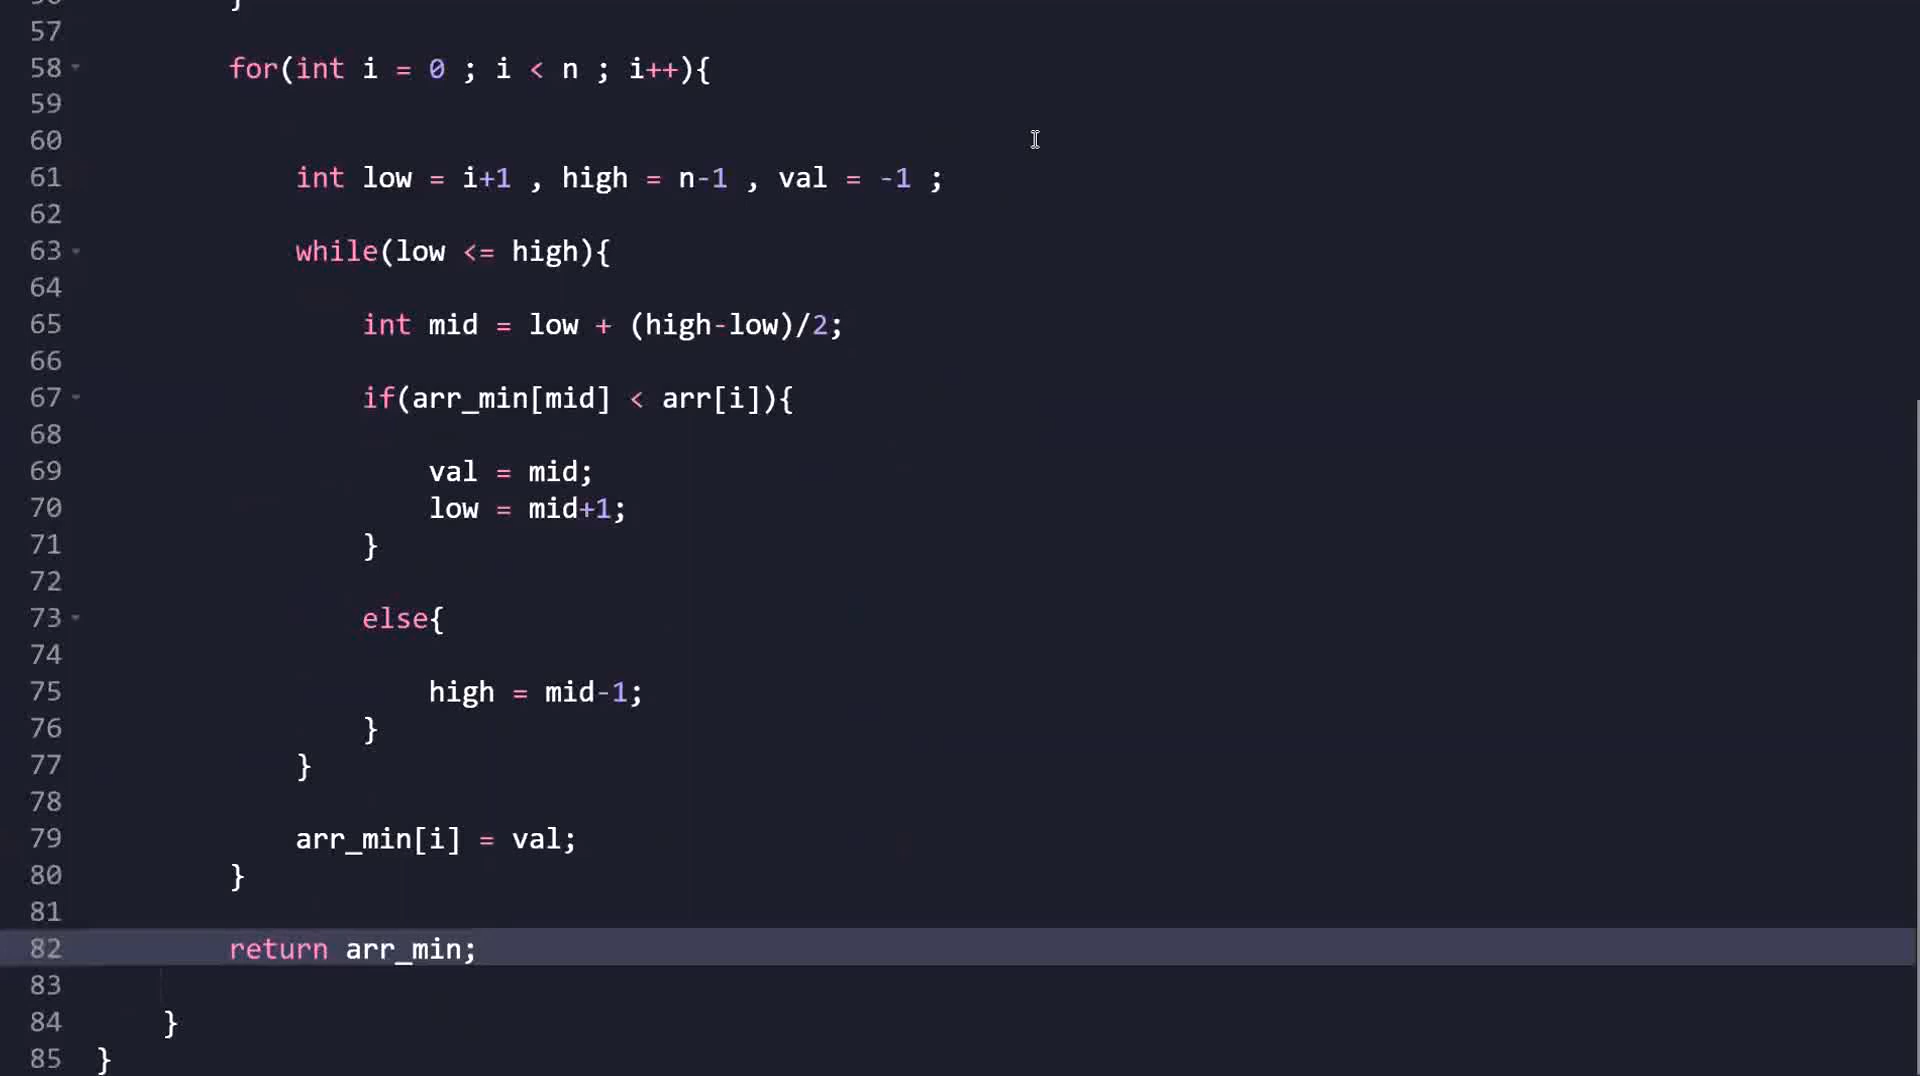 56 }
57
58 for(int i = 0 ; i < n ; i++){
59
60
61 int low = i+1 , high = n-1 , val = -1 ;
62
63 while(low <= high){
64
65 int mid = low + (high-low)/2;
66
67 if(arr_min[mid] < arr[i]){
68
69 val = mid;
70 low = mid+1;
71 }
72
73 else{
74
75 high = mid-1;
76 }
77 }
78
79 arr_min[i] = val;
80 }
81
82 return arr_min;
83
84 }
85 }